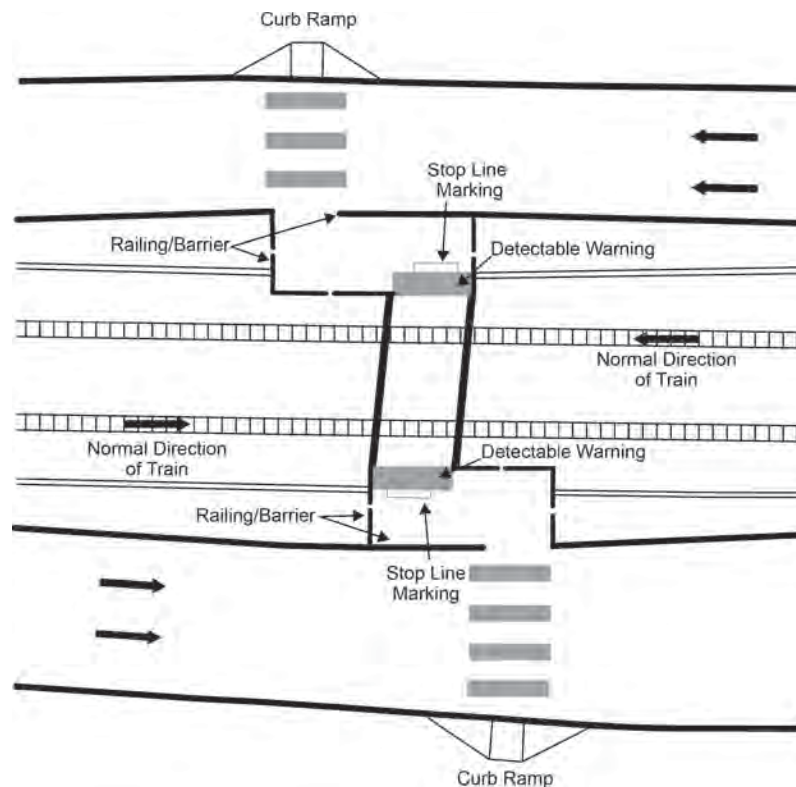 Curb Ramp
Stop Line
Marking
Railing/Barrier
Detectable Warning
Normal Direction
of Train
Normal Direction
of Train
Detectable Warning
Railing/Barrier
Stop Line
Marking
Curb Ramp